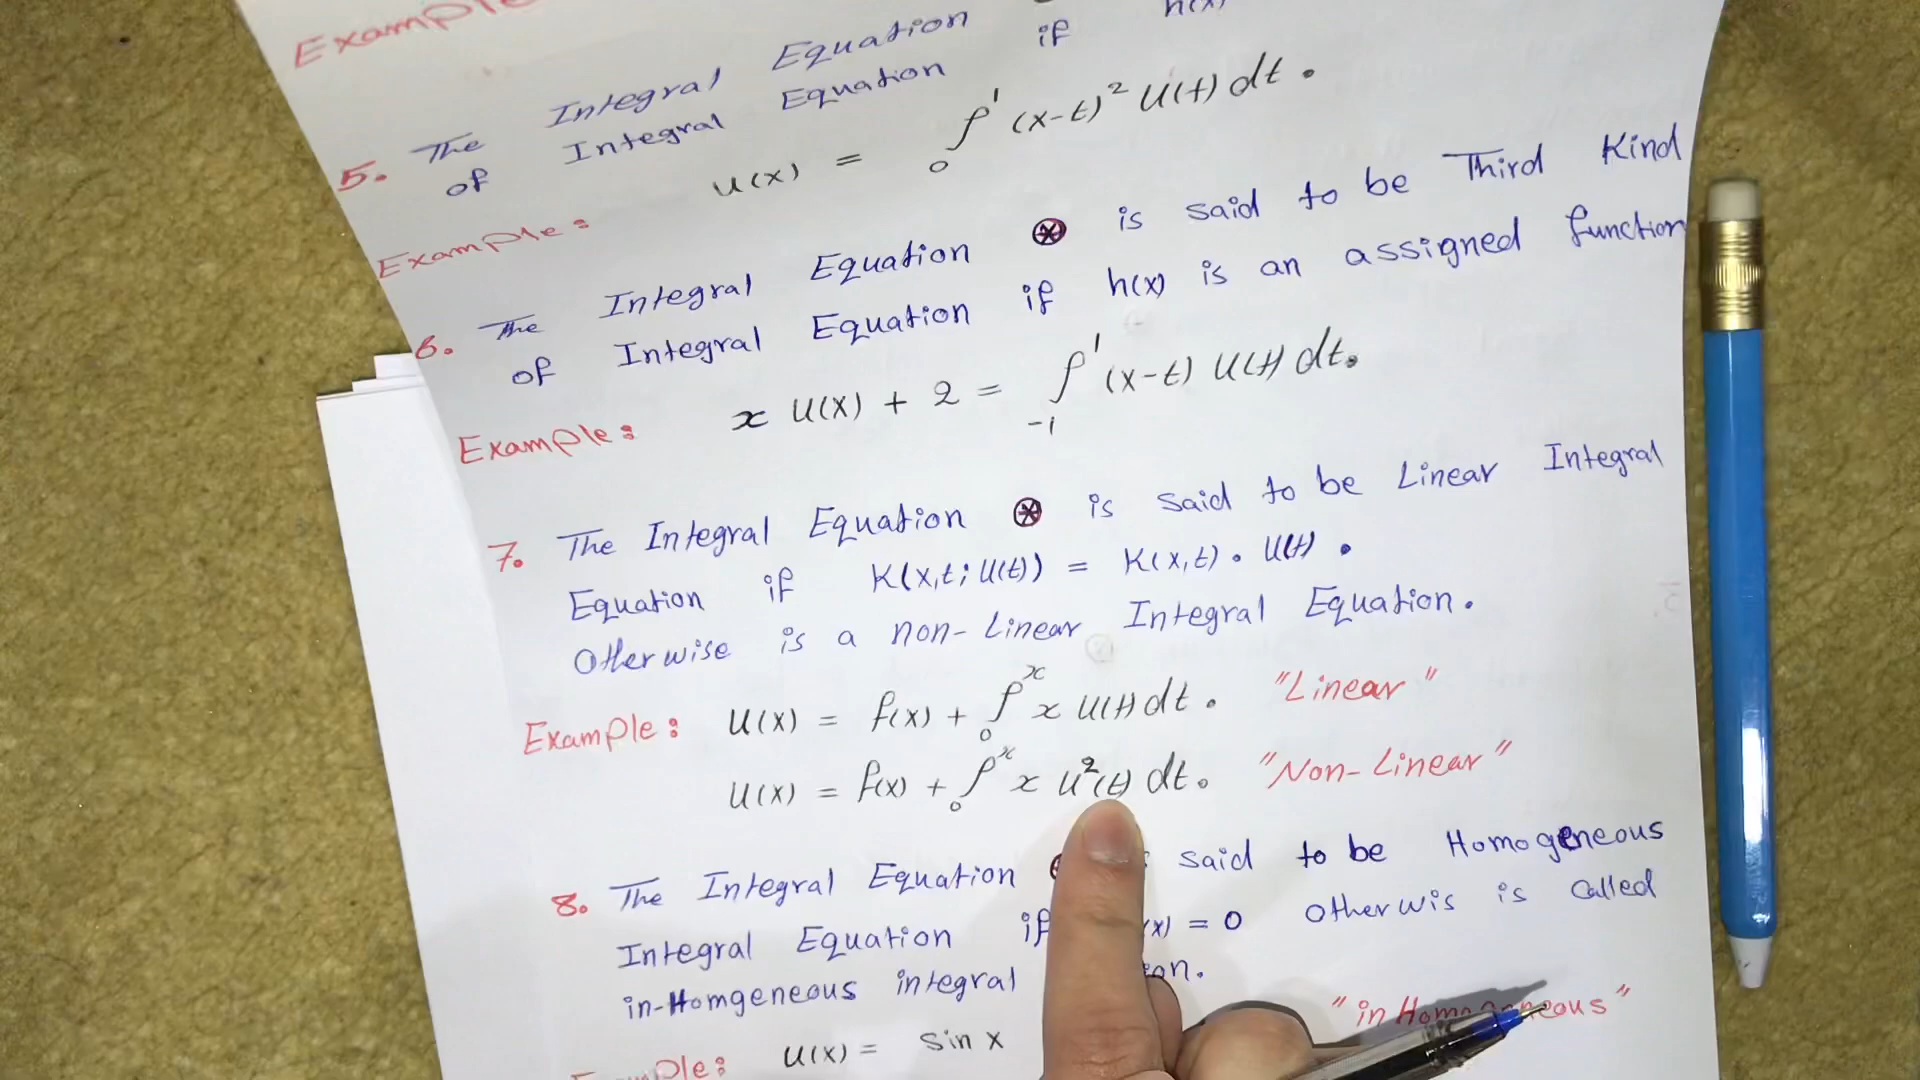 Example
5. The Integral Equation
of Integral Equation if h(x)
Example: u(x) = ∫₀¹ (x-t)² u(t) dt.
6. The Integral Equation ⊛ is said to be Third Kind
of Integral Equation if h(x) is an assigned function
Example: x u(x) + 2 = ∫₋₁¹ (x-t) u(t) dt.
7. The Integral Equation ⊛ is said to be Linear Integral
Equation if K(x,t; u(t)) = K(x,t) . u(t) .
Otherwise is a non-Linear Integral Equation.
Example: u(x) = f(x) + ∫₀ˣ x u(t) dt. "Linear"
u(x) = f(x) + ∫₀ˣ x u²(t) dt. "Non-Linear"
8. The Integral Equation said to be Homogeneous
Integral Equation if (x) = 0 Otherwis is called
in-Homgeneous integral
Example: u(x) = sin x "in Homogeneous"